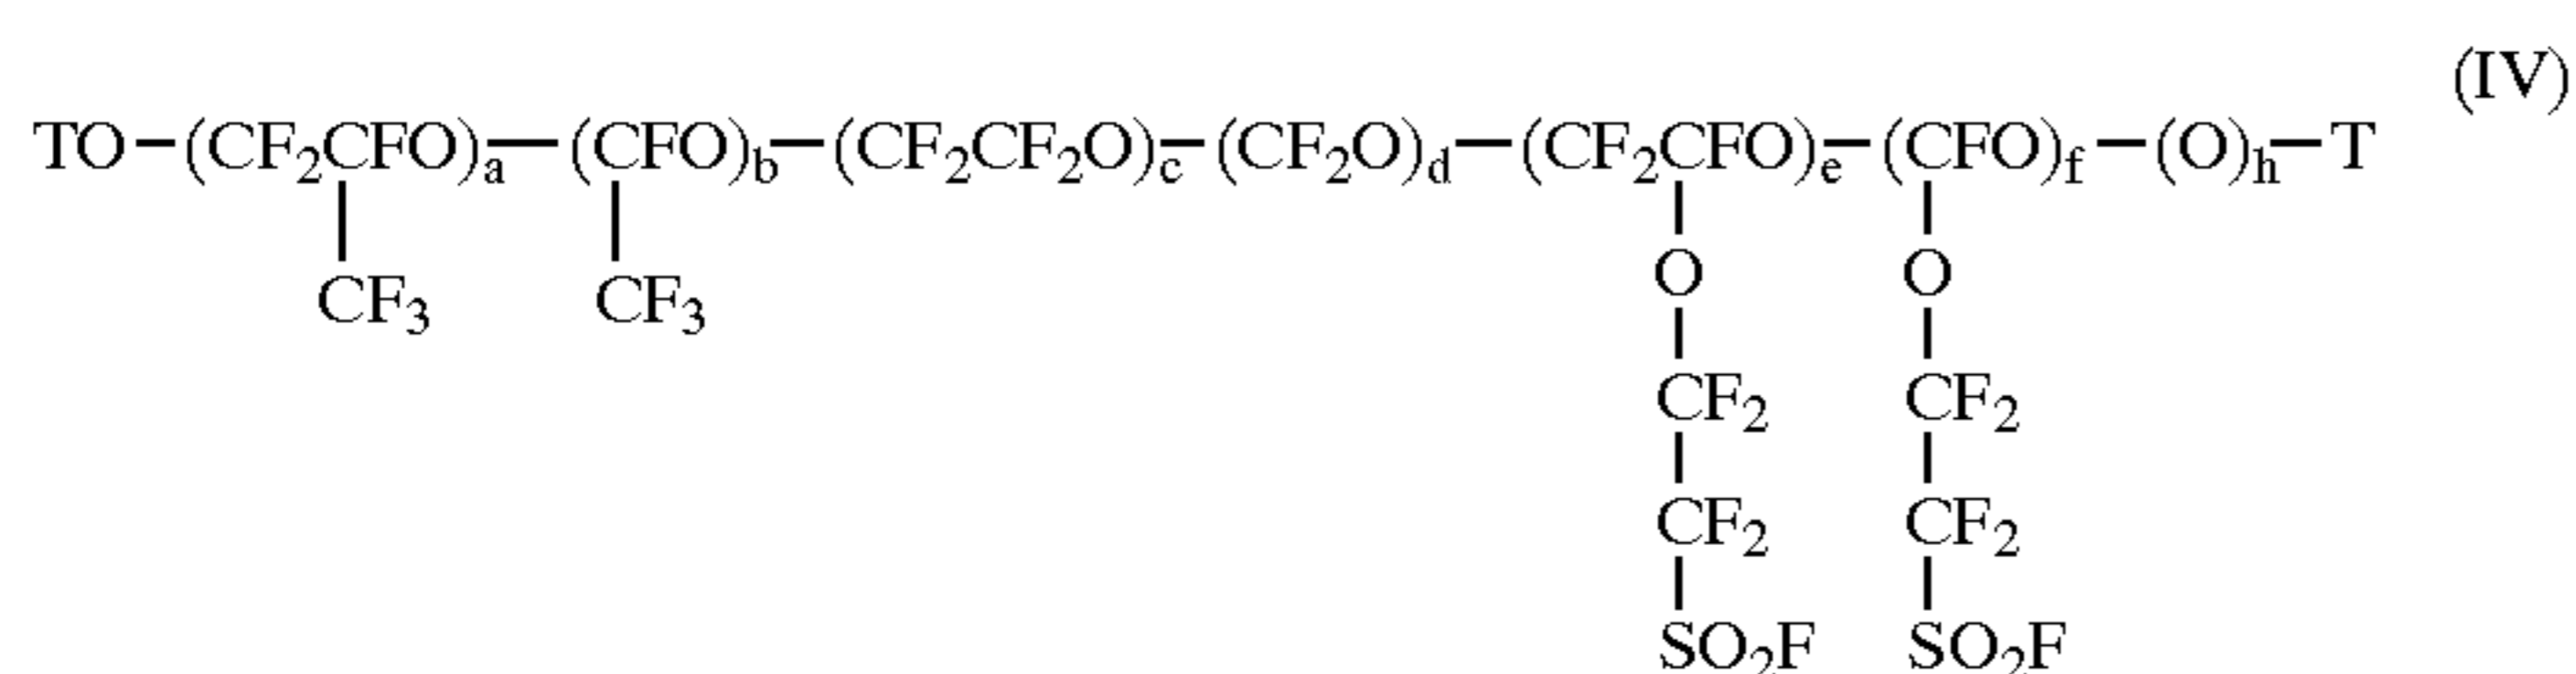 (IV)
TO-(CF2CFO)a-(CFO)b-(CF2CF2O)c-(CF2O)d-(CF2CFO)e-(CFO)f-(O)h-T
O O
CF3 CF3
CF2 CF2
CF2 CF2
SO2F SO2F